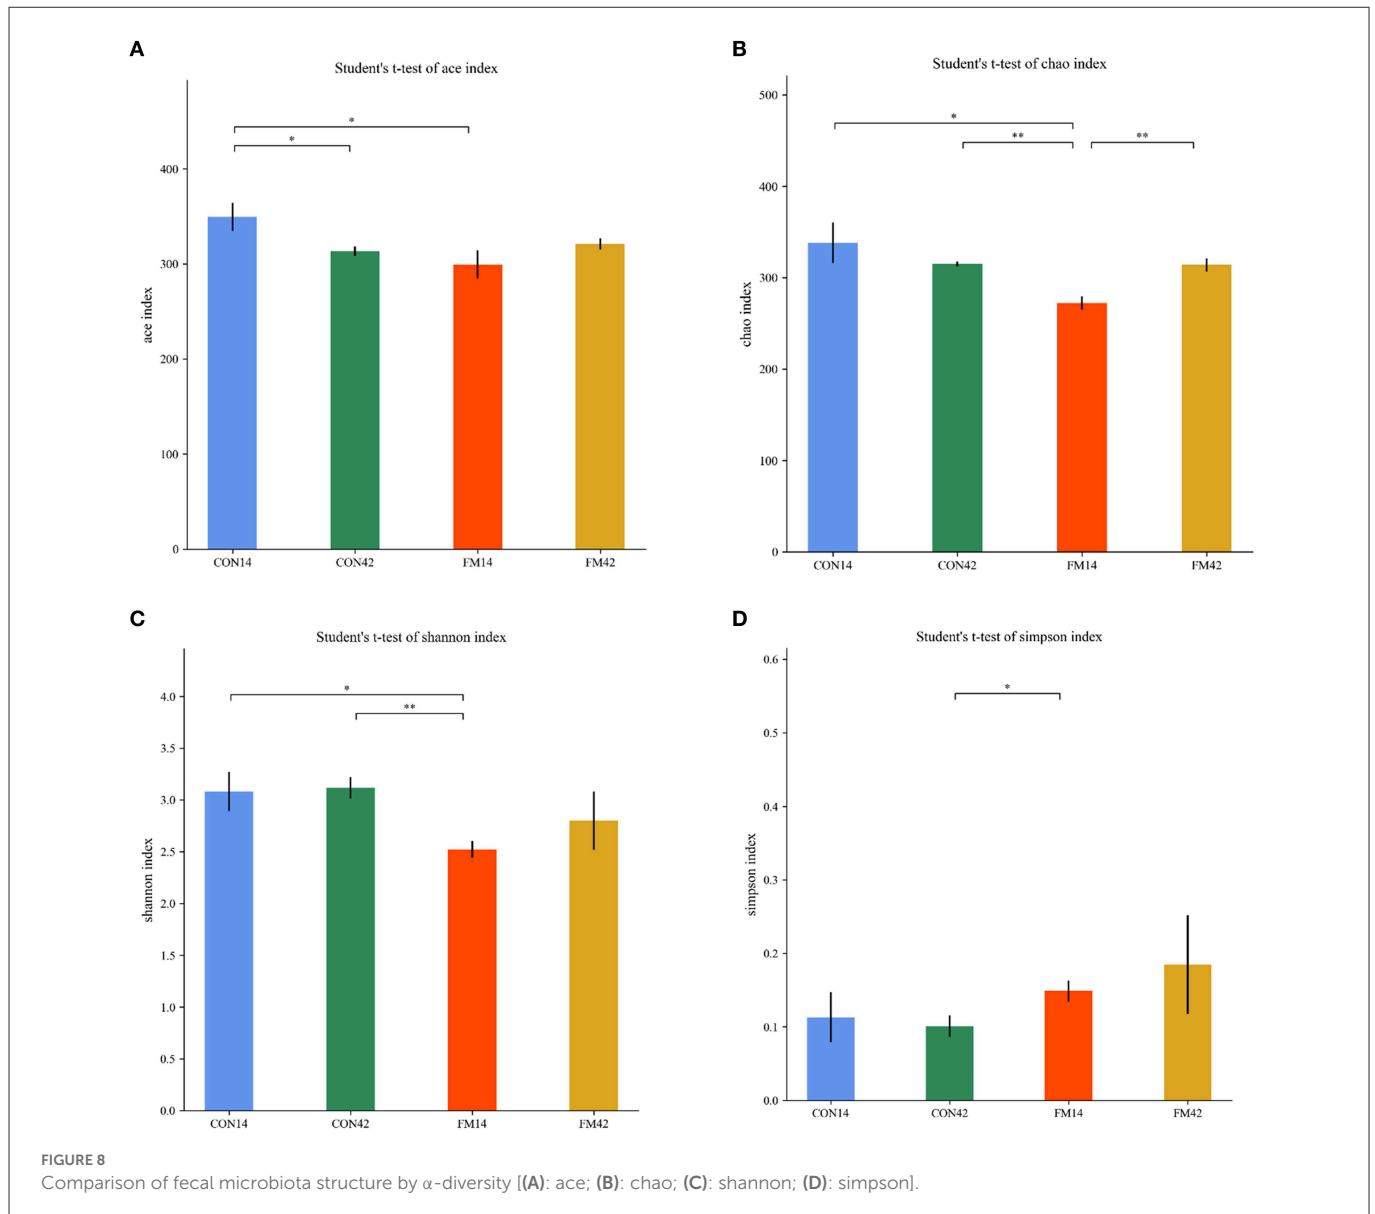 A
Student's t-test of ace index
*
*
400
300
200
100
0
ace index
CON14 CON42 FM14 FM42
B
Student's t-test of chao index
500
*
** **
400
300
200
100
0
chao index
CON14 CON42 FM14 FM42
C
Student's t-test of shannon index
4.0
*
**
3.5
3.0
2.5
2.0
1.5
1.0
0.5
0.0
shannon index
CON14 CON42 FM14 FM42
D
Student's t-test of simpson index
0.6
*
0.5
0.4
0.3
0.2
0.1
0.0
simpson index
CON14 CON42 FM14 FM42
FIGURE 8
Comparison of fecal microbiota structure by α-diversity [(A): ace; (B): chao; (C): shannon; (D): simpson].